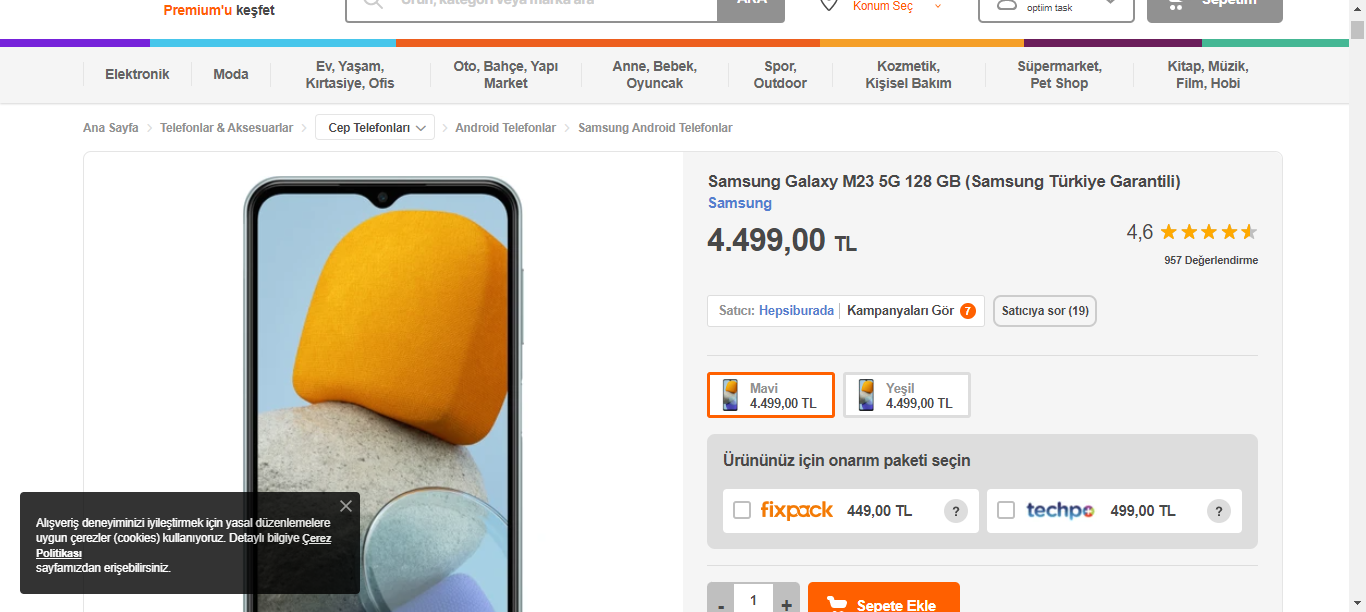 Premium'u keşfet
Ürün, kategori veya marka ara
ARA
Konum Seç
optiim task
Sepetim
Elektronik
Moda
Ev, Yaşam,
Kırtasiye, Ofis
Oto, Bahçe, Yapı
Market
Anne, Bebek,
Oyuncak
Spor,
Outdoor
Kozmetik,
Kişisel Bakım
Süpermarket,
Pet Shop
Kitap, Müzik,
Film, Hobi
Ana Sayfa
Telefonlar & Aksesuarlar
Cep Telefonları
Android Telefonlar
Samsung Android Telefonlar
Samsung Galaxy M23 5G 128 GB (Samsung Türkiye Garantili)
Samsung
4.499,00 TL
4,6
957 Değerlendirme
Satıcı: Hepsiburada
Kampanyaları Gör 7
Satıcıya sor (19)
Mavi
4.499,00 TL
Yeşil
4.499,00 TL
Ürününüz için onarım paketi seçin
fixpack 449,00 TL ?
techpo 499,00 TL ?
- 1 +
Sepete Ekle
Alışveriş deneyiminizi iyileştirmek için yasal düzenlemelere
uygun çerezler (cookies) kullanıyoruz. Detaylı bilgiye Çerez
Politikası
sayfamızdan erişebilirsiniz.